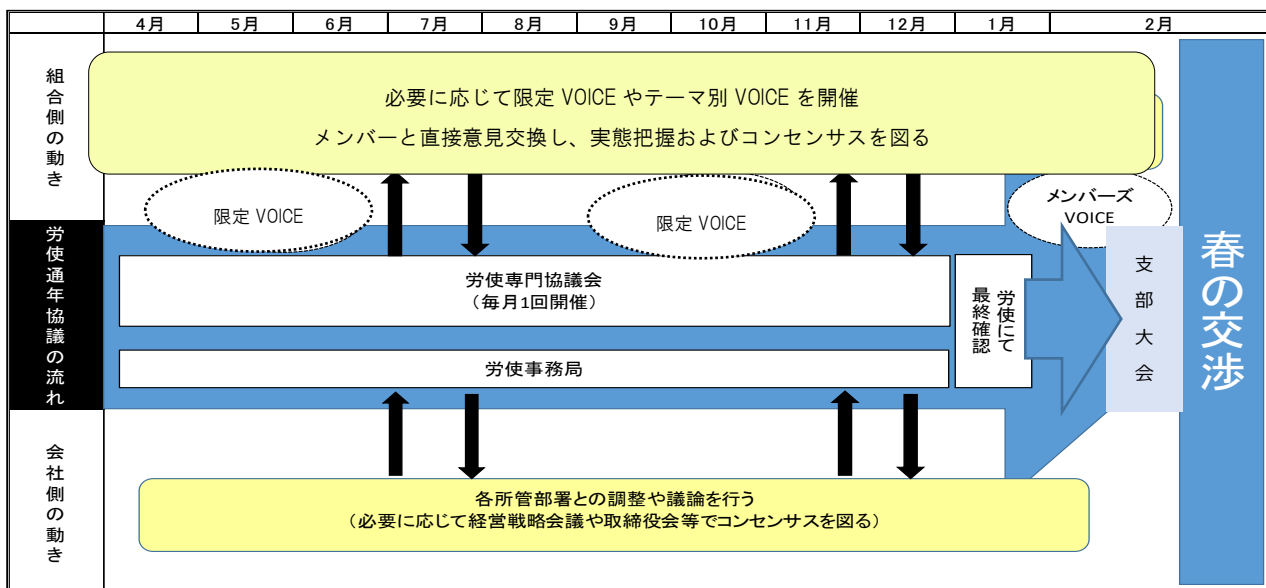 4月 5月 6月 7月 8月 9月 10月 11月 12月 1月 2月
組合側の動き
必要に応じて限定 VOICE やテーマ別 VOICE を開催
メンバーと直接意見交換し、実態把握およびコンセンサスを図る
限定 VOICE
限定 VOICE
メンバーズ
VOICE
労使通年協議の流れ
労使専門協議会
（毎月1回開催）
労使事務局
労使にて
最終確認
支部大会
春の交渉
会社側の動き
各所管部署との調整や議論を行う
（必要に応じて経営戦略会議や取締役会等でコンセンサスを図る）